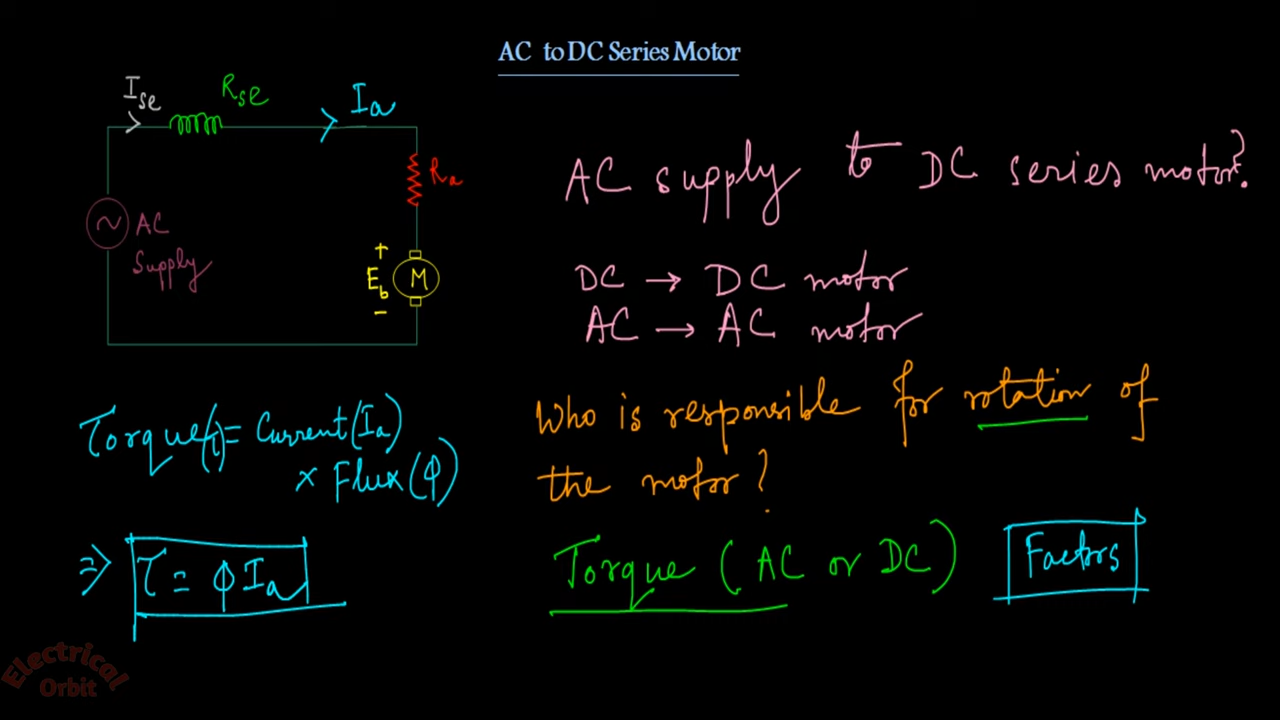 AC to DC Series Motor
Ise
Rse
Ia
Ra
AC
Supply
+
Eb
-
M
AC supply to DC series motor?
DC → DC motor
AC → AC motor
Who is responsible for rotation of
the motor?
Torque (AC or DC)
Factors
Torque(τ)= Current(Ia)
× Flux(φ)
⇒ τ = φIa
Electrical
Orbit